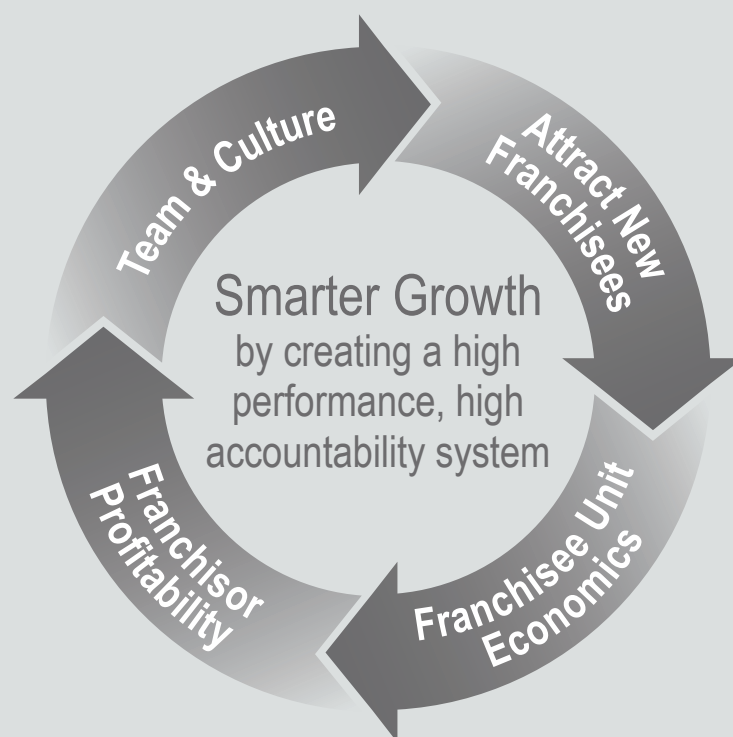 Team & Culture
Attract New
Franchisees
Smarter Growth
by creating a high
performance, high
accountability system
Franchisee Unit
Economics
Franchisor
Profitability